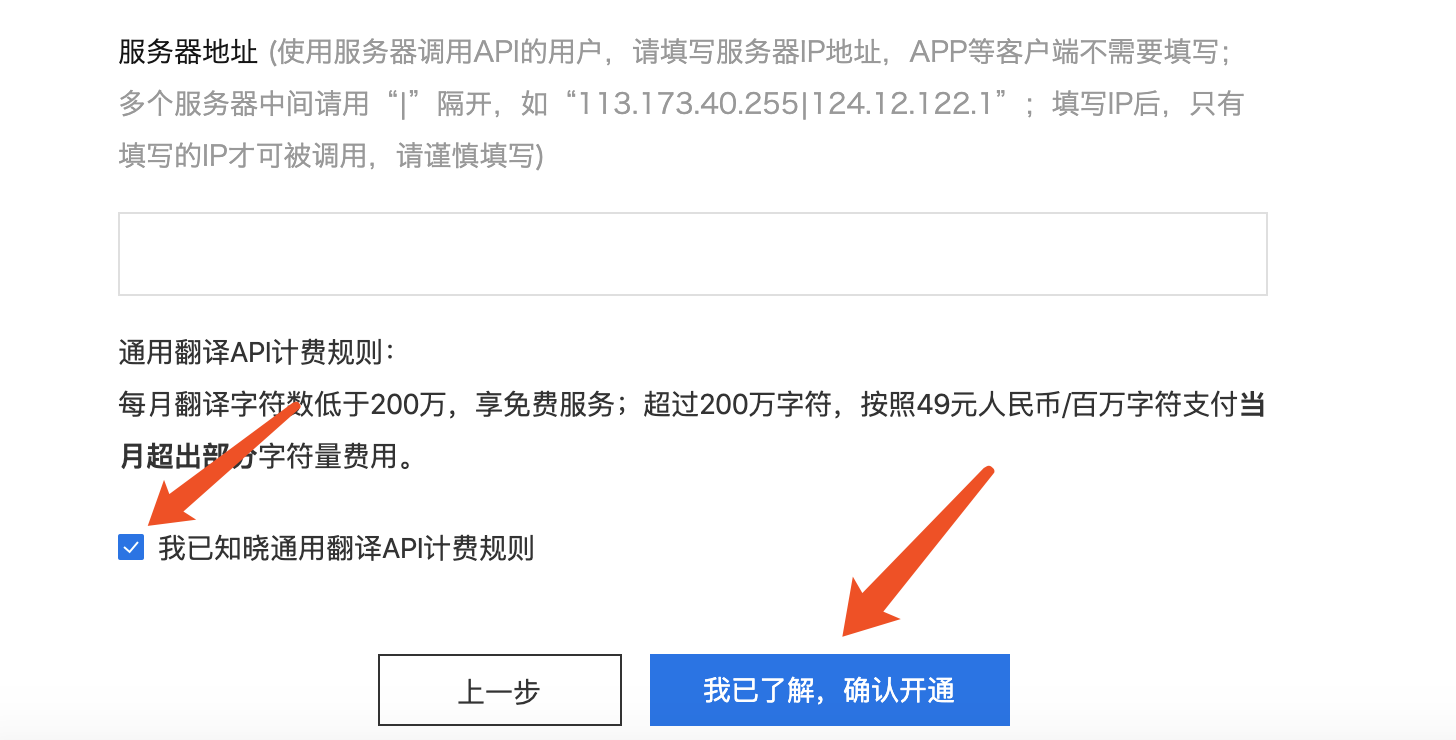 服务器地址 (使用服务器调用API的用户，请填写服务器IP地址，APP等客户端不需要填写；
多个服务器中间请用“|”隔开，如“113.173.40.255|124.12.122.1”；填写IP后，只有
填写的IP才可被调用，请谨慎填写)
通用翻译API计费规则：
每月翻译字符数低于200万，享免费服务；超过200万字符，按照49元人民币/百万字符支付当
月超出部分字符量费用。
我已知晓通用翻译API计费规则
上一步
我已了解，确认开通